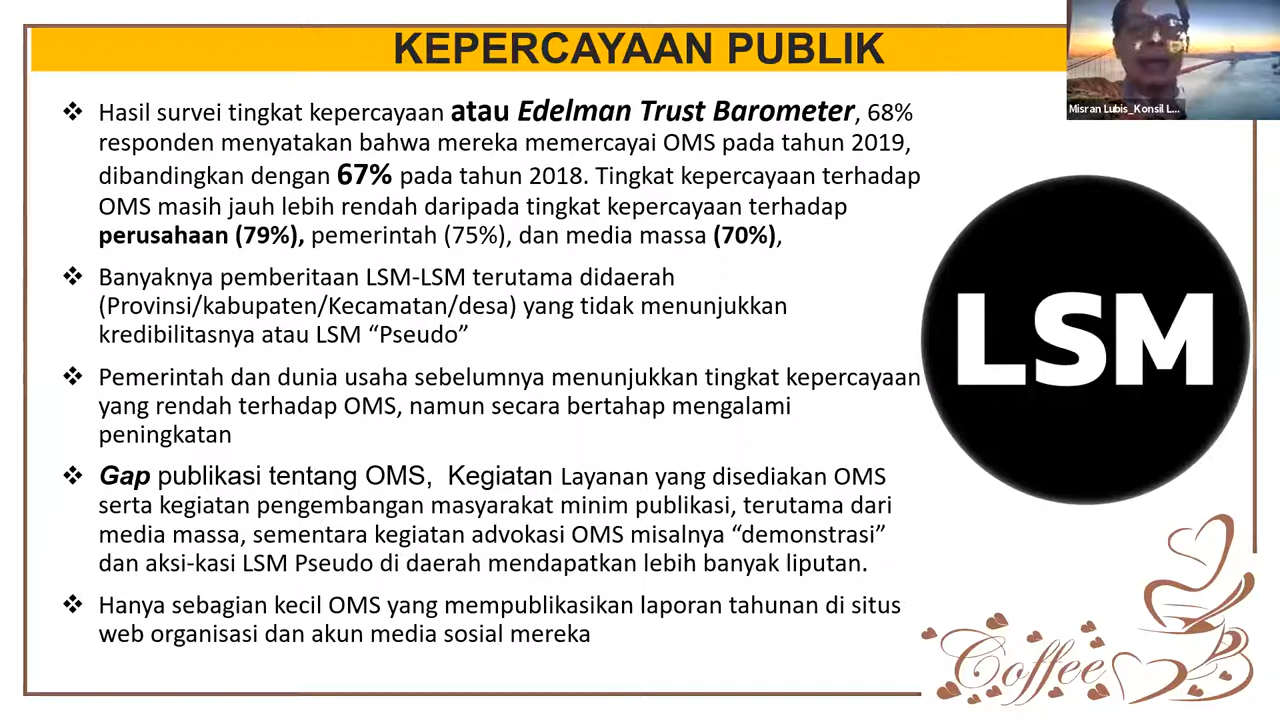 KEPERCAYAAN PUBLIK
Misran Lubis_Konsil L...
❖ Hasil survei tingkat kepercayaan atau Edelman Trust Barometer, 68%
responden menyatakan bahwa mereka memercayai OMS pada tahun 2019,
dibandingkan dengan 67% pada tahun 2018. Tingkat kepercayaan terhadap
OMS masih jauh lebih rendah daripada tingkat kepercayaan terhadap
perusahaan (79%), pemerintah (75%), dan media massa (70%),
❖ Banyaknya pemberitaan LSM-LSM terutama didaerah
(Provinsi/kabupaten/Kecamatan/desa) yang tidak menunjukkan
kredibilitasnya atau LSM “Pseudo”
❖ Pemerintah dan dunia usaha sebelumnya menunjukkan tingkat kepercayaan
yang rendah terhadap OMS, namun secara bertahap mengalami
peningkatan
❖ Gap publikasi tentang OMS, Kegiatan Layanan yang disediakan OMS
serta kegiatan pengembangan masyarakat minim publikasi, terutama dari
media massa, sementara kegiatan advokasi OMS misalnya “demonstrasi”
dan aksi-kasi LSM Pseudo di daerah mendapatkan lebih banyak liputan.
❖ Hanya sebagian kecil OMS yang mempublikasikan laporan tahunan di situs
web organisasi dan akun media sosial mereka
LSM
Coffee